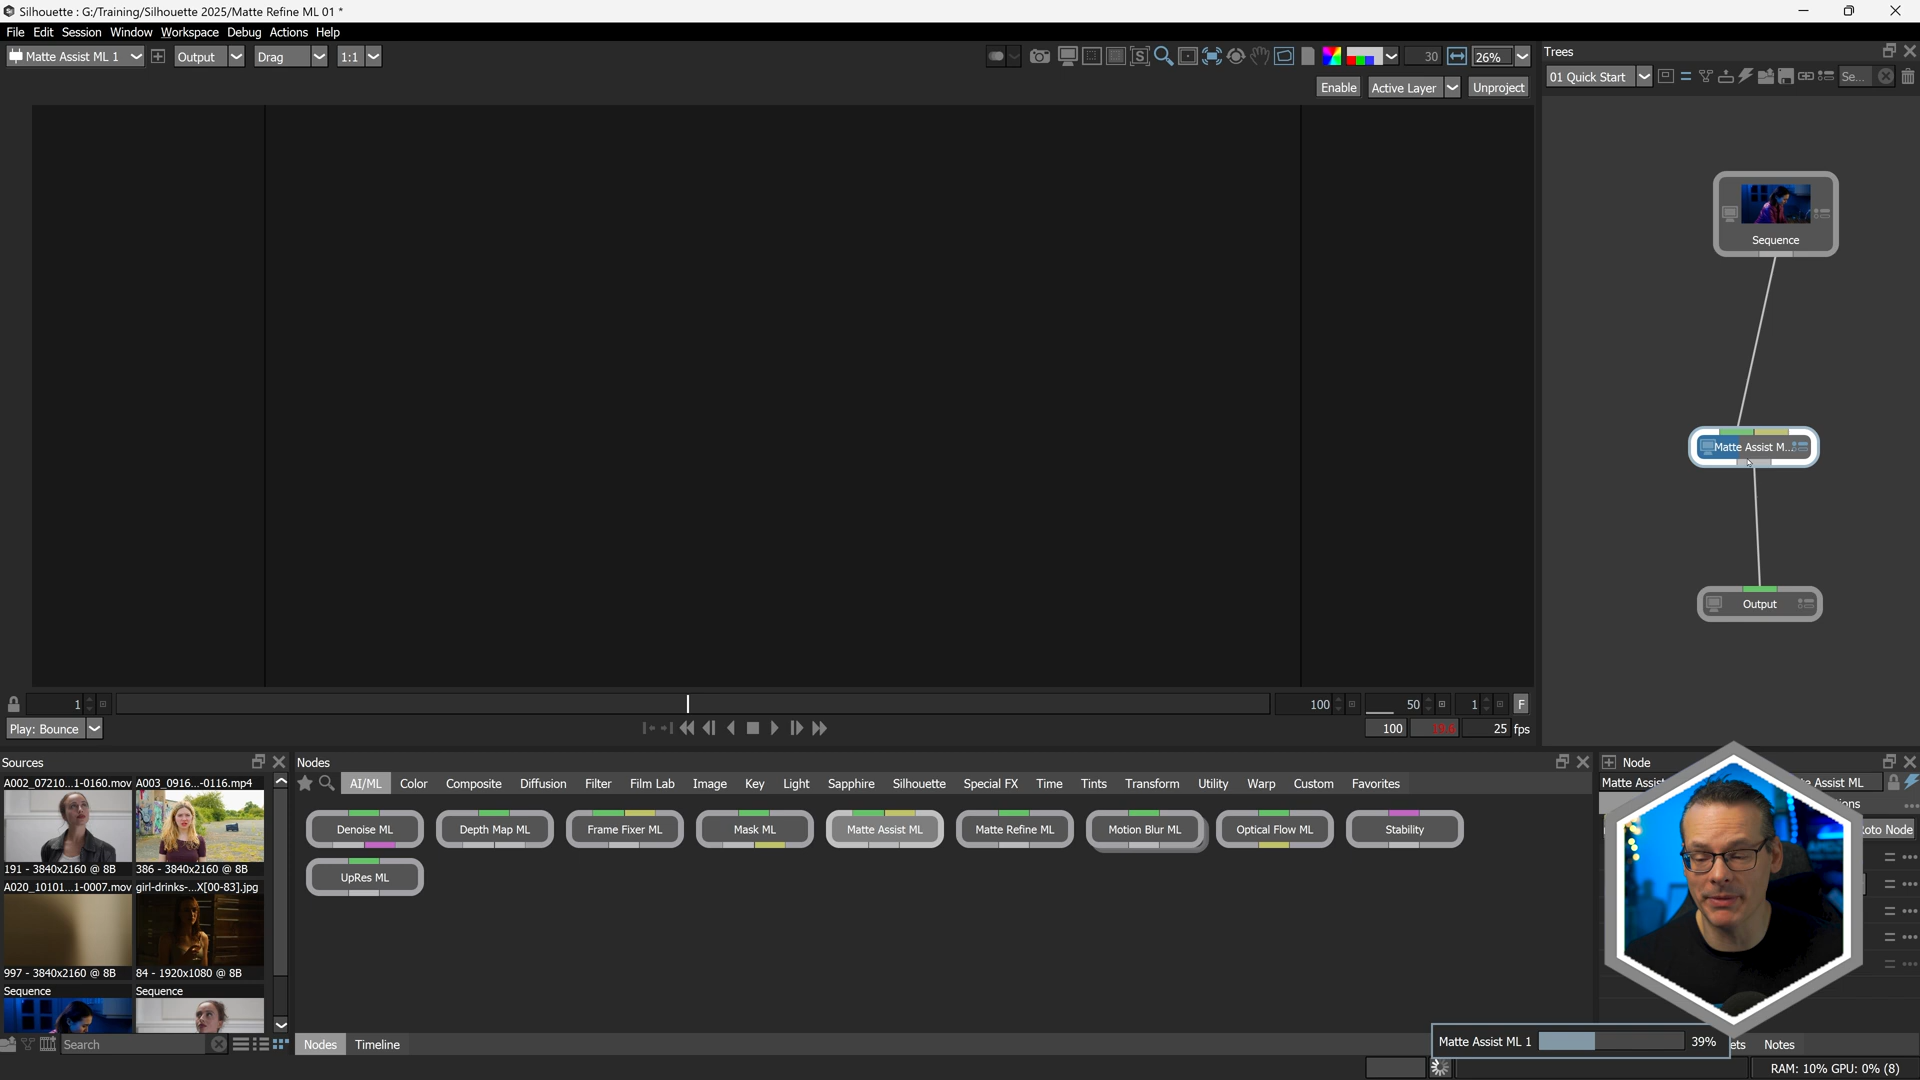 Silhouette : G:/Training/Silhouette 2025/Matte Refine ML 01 *
File Edit Session Window Workspace Debug Actions Help
Matte Assist ML 1 Output Drag 1:1 30 26%
Enable Active Layer Unproject
Trees
01 Quick Start Se...
Sequence
Matte Assist M...
Output
1 100 50 1 F
Play: Bounce 100 25 fps
Sources
A002_07210...1-0160.mov A003_0916...-0116.mp4
191 - 3840x2160 @ 8B 386 - 3840x2160 @ 8B
A020_10101...1-0007.mov girl-drinks-...X[00-83].jpg
997 - 3840x2160 @ 8B 84 - 1920x1080 @ 8B
Sequence Sequence
Search
Nodes
AI/ML Color Composite Diffusion Filter Film Lab Image Key Light Sapphire Silhouette Special FX Time Tints Transform Utility Warp Custom Favorites
Denoise ML Depth Map ML Frame Fixer ML Mask ML Matte Assist ML Matte Refine ML Motion Blur ML Optical Flow ML Stability
UpRes ML
Nodes Timeline
Node
Matte Assist ML
Node
Matte Assist ML 1 39%
Notes
RAM: 10% GPU: 0% (8)